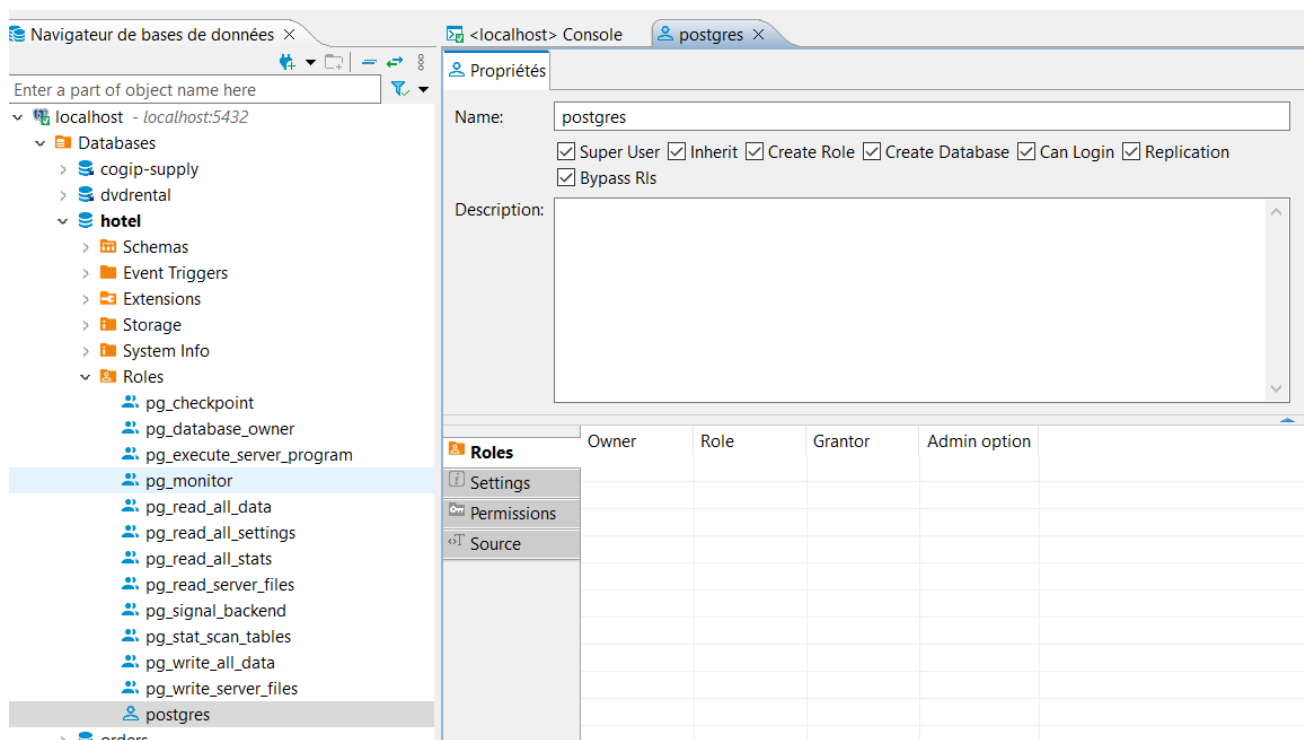 Navigateur de bases de données
<localhost> Console
postgres
Enter a part of object name here
localhost - localhost:5432
Databases
cogip-supply
dvdrental
hotel
Schemas
Event Triggers
Extensions
Storage
System Info
Roles
pg_checkpoint
pg_database_owner
pg_execute_server_program
pg_monitor
pg_read_all_data
pg_read_all_settings
pg_read_all_stats
pg_read_server_files
pg_signal_backend
pg_stat_scan_tables
pg_write_all_data
pg_write_server_files
postgres
orders
Propriétés
Name: postgres
Super User Inherit Create Role Create Database Can Login Replication
Bypass Rls
Description:
Roles
Settings
Permissions
Source
Owner Role Grantor Admin option